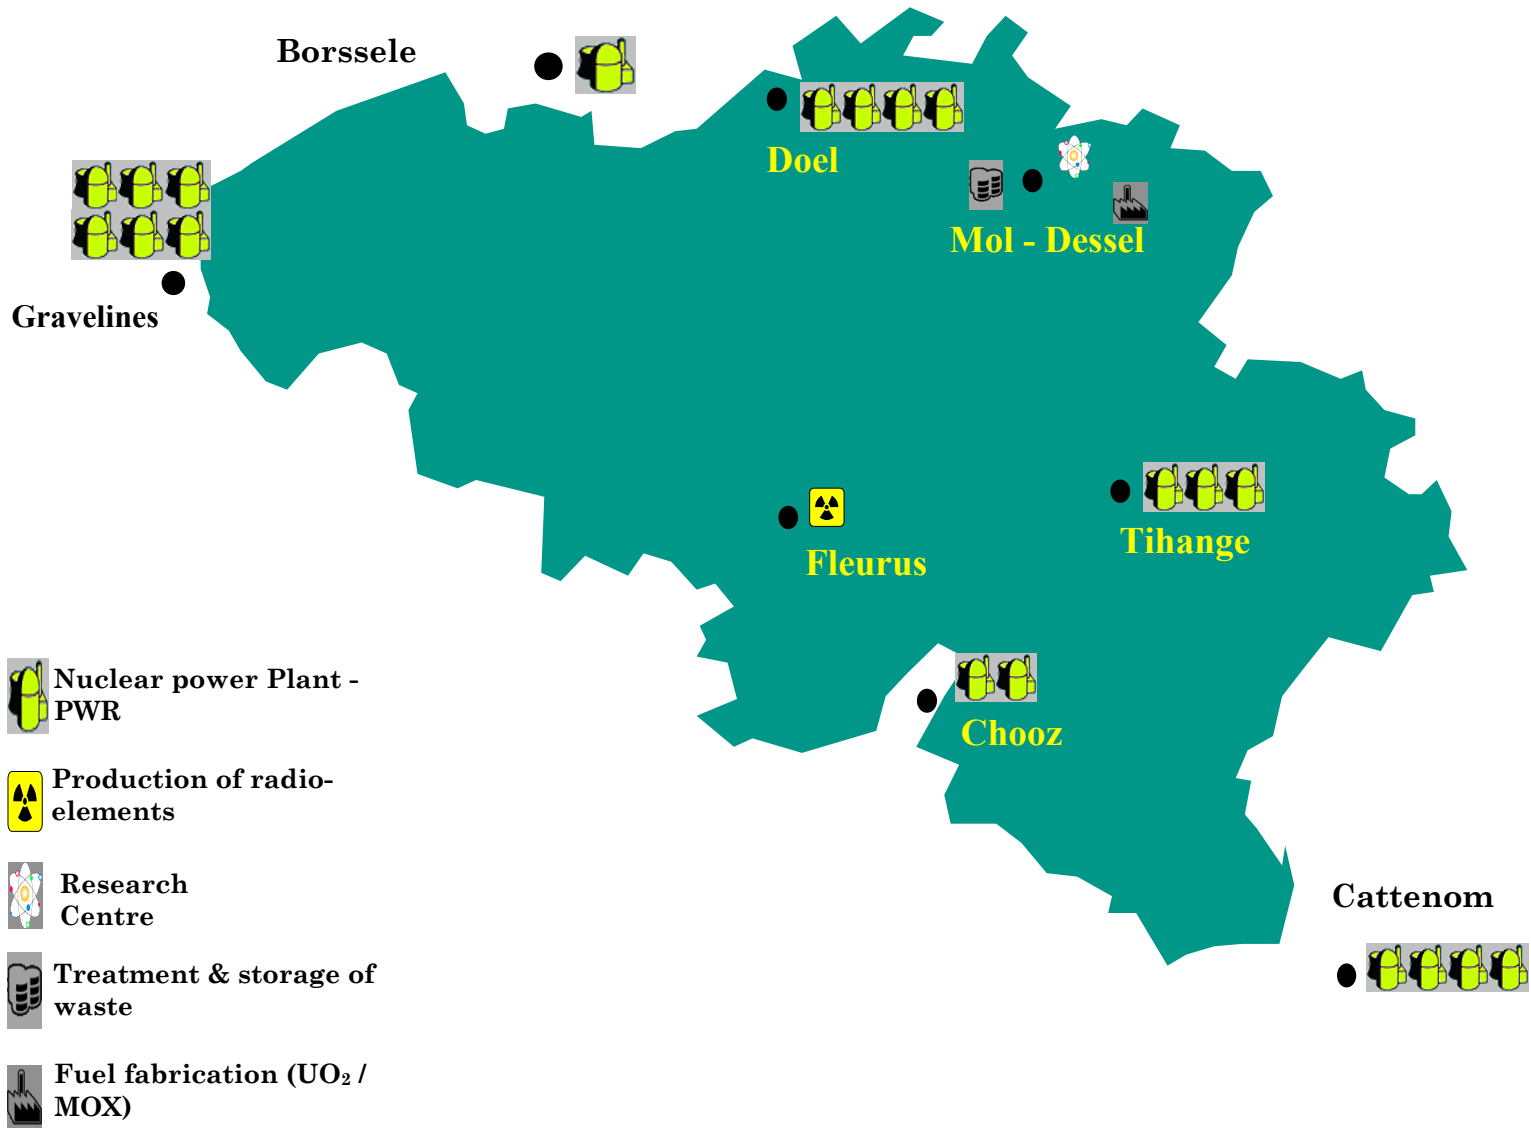 Borssele
Doel
Mol - Dessel
Gravelines
Tihange
Fleurus
Chooz
Cattenom
Nuclear power Plant -
PWR
Production of radio-
elements
Research
Centre
Treatment & storage of
waste
Fuel fabrication (UO₂ /
MOX)